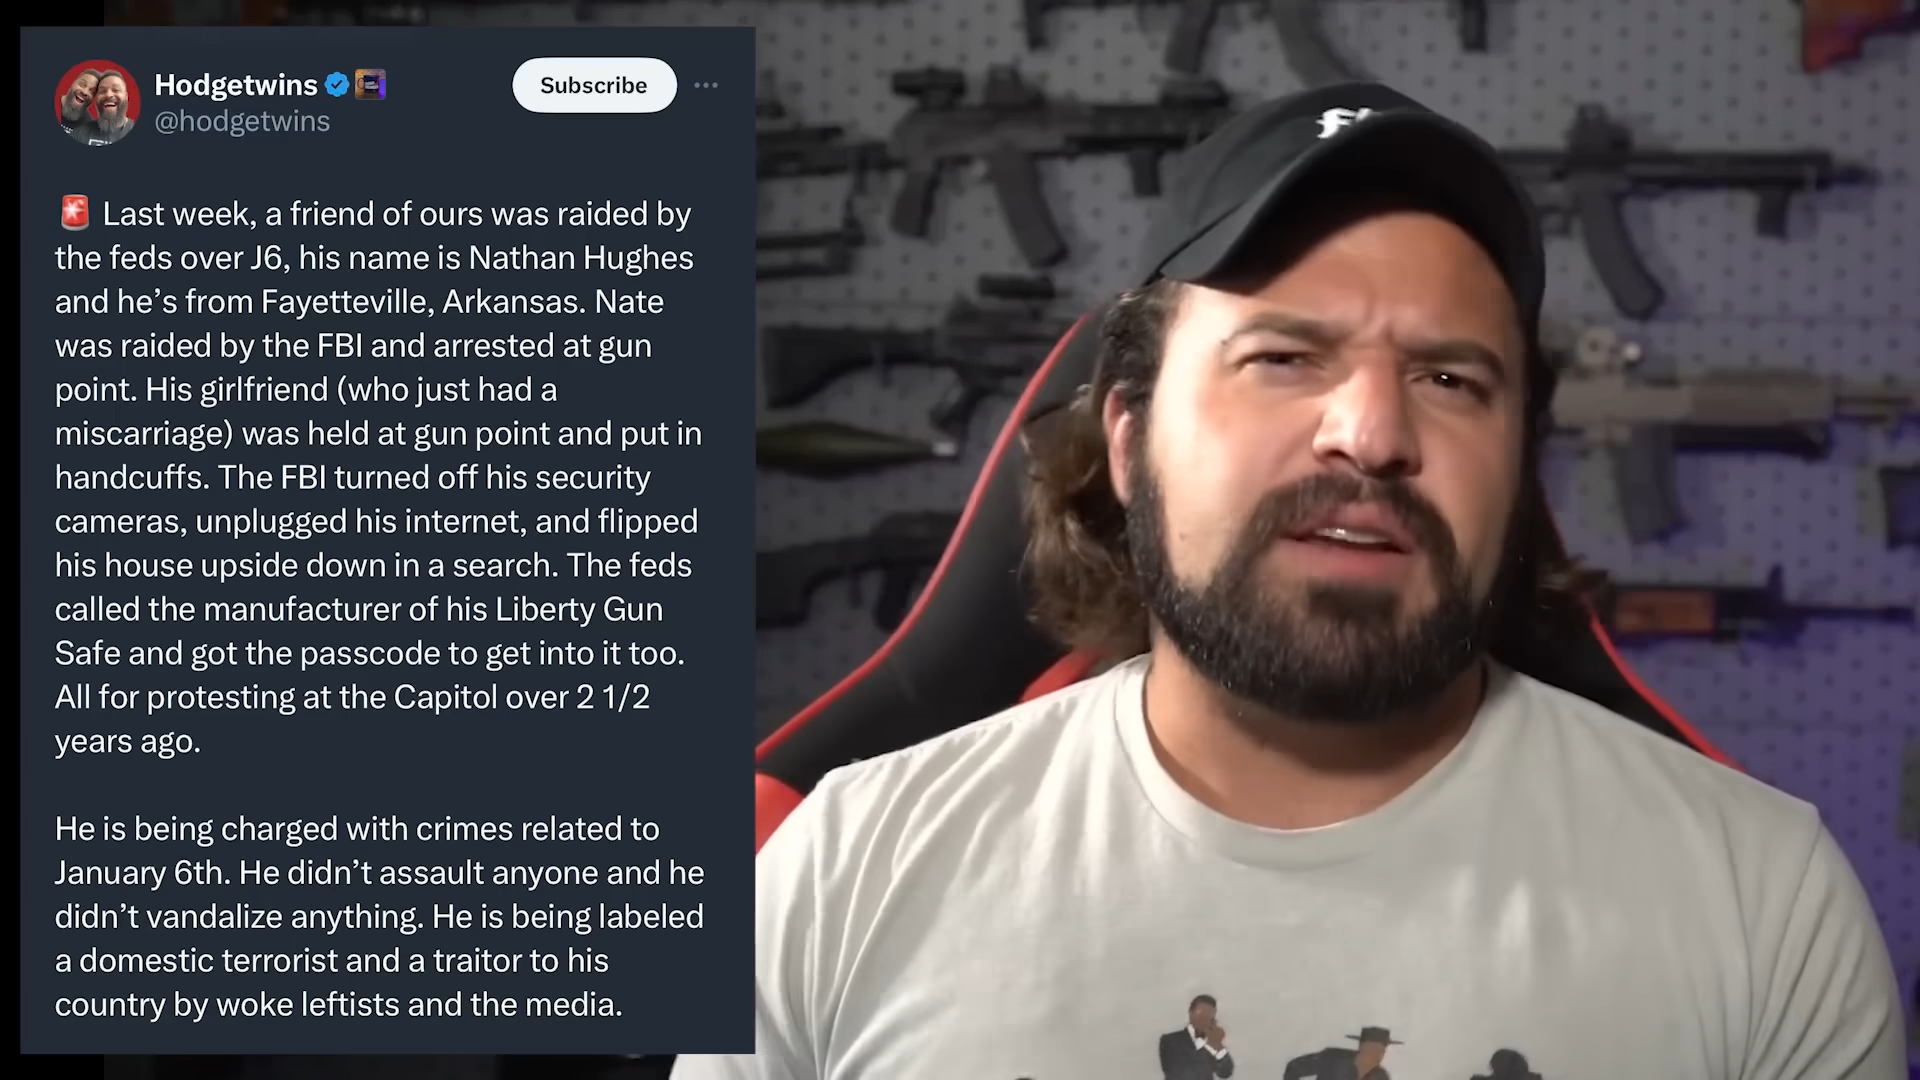 Hodgetwins
@hodgetwins
Subscribe
🚨 Last week, a friend of ours was raided by
the feds over J6, his name is Nathan Hughes
and he’s from Fayetteville, Arkansas. Nate
was raided by the FBI and arrested at gun
point. His girlfriend (who just had a
miscarriage) was held at gun point and put in
handcuffs. The FBI turned off his security
cameras, unplugged his internet, and flipped
his house upside down in a search. The feds
called the manufacturer of his Liberty Gun
Safe and got the passcode to get into it too.
All for protesting at the Capitol over 2 1/2
years ago.
He is being charged with crimes related to
January 6th. He didn’t assault anyone and he
didn’t vandalize anything. He is being labeled
a domestic terrorist and a traitor to his
country by woke leftists and the media.